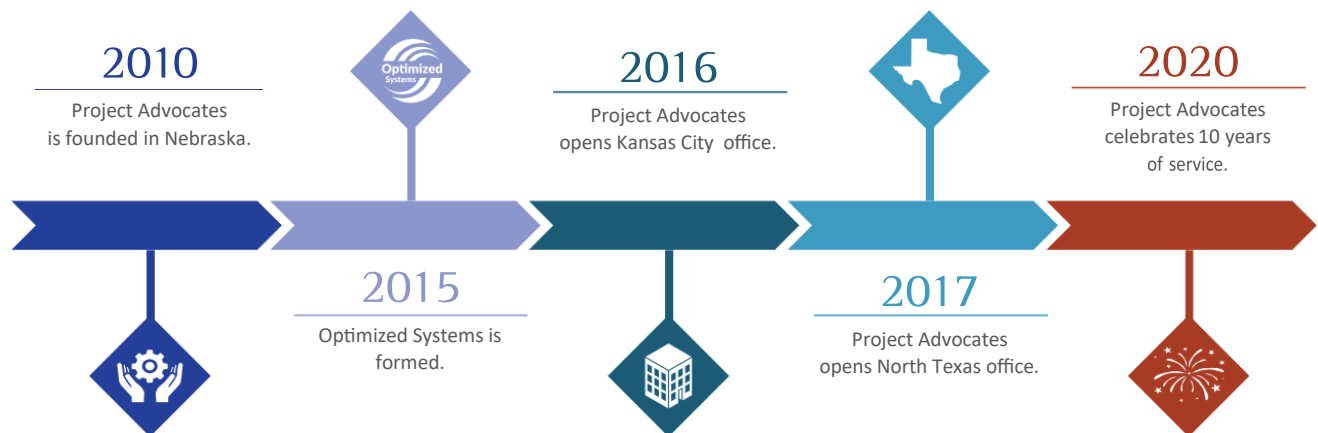 2010
Project Advocates
is founded in Nebraska.
Optimized
Systems
2015
Optimized Systems is
formed.
2016
Project Advocates
opens Kansas City office.
2017
Project Advocates
opens North Texas office.
2020
Project Advocates
celebrates 10 years
of service.